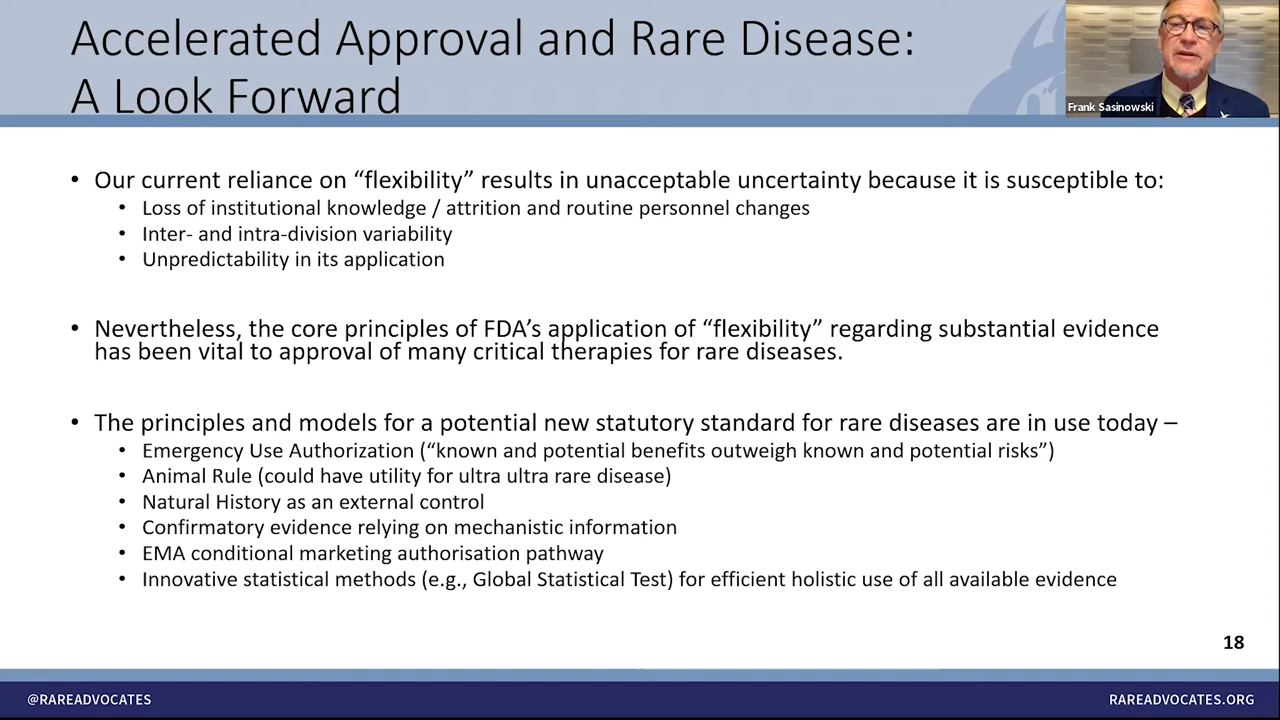 Accelerated Approval and Rare Disease:
A Look Forward
Frank Sasinowski
• Our current reliance on “flexibility” results in unacceptable uncertainty because it is susceptible to:
• Loss of institutional knowledge / attrition and routine personnel changes
• Inter- and intra-division variability
• Unpredictability in its application
• Nevertheless, the core principles of FDA’s application of “flexibility” regarding substantial evidence
has been vital to approval of many critical therapies for rare diseases.
• The principles and models for a potential new statutory standard for rare diseases are in use today –
• Emergency Use Authorization (“known and potential benefits outweigh known and potential risks”)
• Animal Rule (could have utility for ultra ultra rare disease)
• Natural History as an external control
• Confirmatory evidence relying on mechanistic information
• EMA conditional marketing authorisation pathway
• Innovative statistical methods (e.g., Global Statistical Test) for efficient holistic use of all available evidence
18
@RAREADVOCATES
RAREADVOCATES.ORG